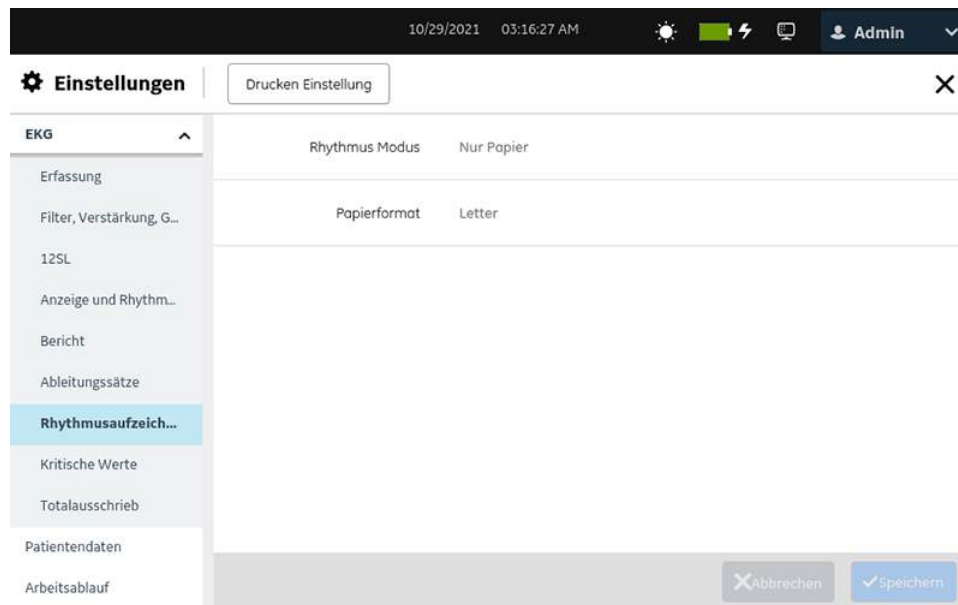 10/29/2021 03:16:27 AM Admin
Einstellungen Drucken Einstellung
EKG
Erfassung
Filter, Verstärkung, G...
12SL
Anzeige und Rhythm...
Bericht
Ableitungssätze
Rhythmusaufzeich...
Kritische Werte
Totalausschrieb
Patientendaten
Arbeitsablauf
Rhythmus Modus Nur Papier
Papierformat Letter
Abbrechen Speichern